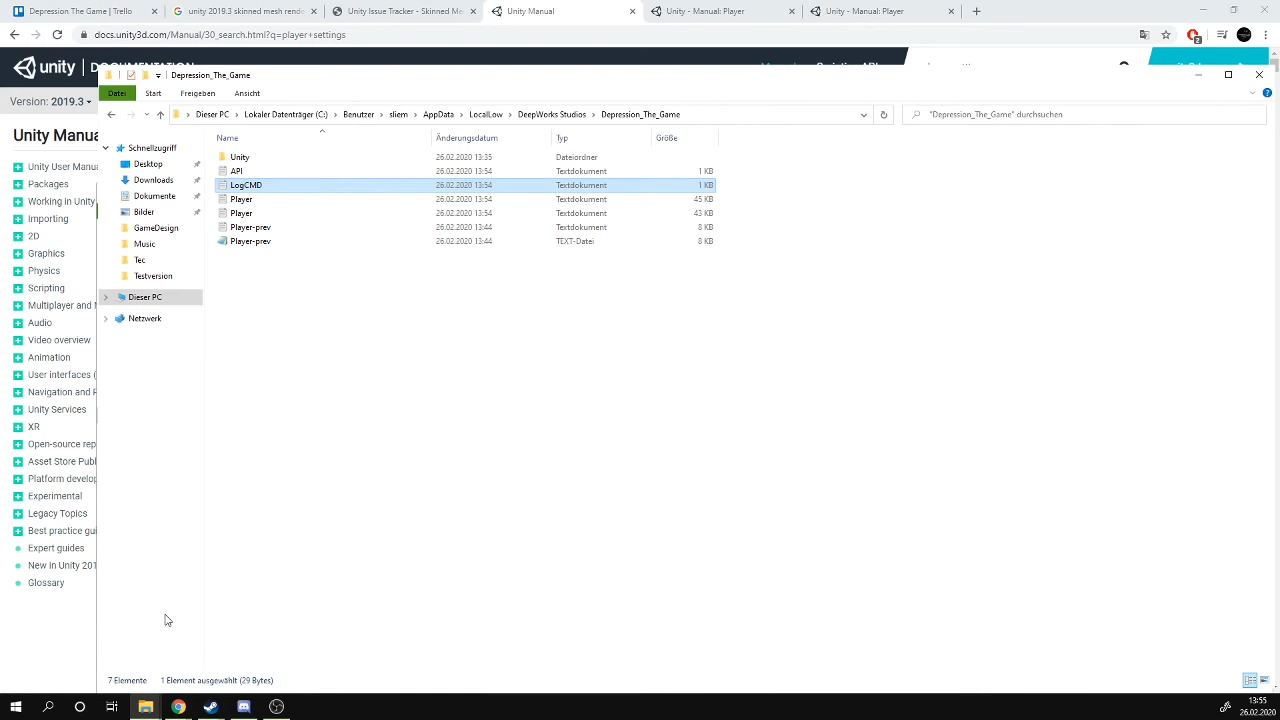 Depression The Game | Trello
unity 2019.3 skinned mesh rende
Unity Issue Tracker - Skinned Me
Unity Manual
Unity - Manual: Player
Unity - Manual: Player
docs.unity3d.com/Manual/30_search.html?q=player+settings
unity
Version: 2019.3
Unity Manua
Unity User Manua
Packages
Working in Unity
Importing
2D
Graphics
Physics
Scripting
Multiplayer and N
Audio
Video overview
Animation
User interfaces (
Navigation and P
Unity Services
XR
Open-source rep
Asset Store Publ
Platform develop
Experimental
Legacy Topics
Best practice gui
Expert guides
New in Unity 201
Glossary
Depression_The_Game
Datei Start Freigeben Ansicht
Dieser PC > Lokaler Datenträger (C:) > Benutzer > sliem > AppData > LocalLow > DeepWorks Studios > Depression_The_Game
"Depression_The_Game" durchsuchen
Schnellzugriff
Desktop
Downloads
Dokumente
Bilder
GameDesign
Music
Tec
Testversion
Dieser PC
Netzwerk
Name Änderungsdatum Typ Größe
Unity 26.02.2020 13:35 Dateiordner
API 26.02.2020 13:54 Textdokument 1 KB
LogCMD 26.02.2020 13:54 Textdokument 1 KB
Player 26.02.2020 13:54 Textdokument 45 KB
Player 26.02.2020 13:54 Textdokument 43 KB
Player-prev 26.02.2020 13:44 Textdokument 8 KB
Player-prev 26.02.2020 13:44 TEXT-Datei 8 KB
7 Elemente 1 Element ausgewählt (29 Bytes)
13:55
26.02.2020